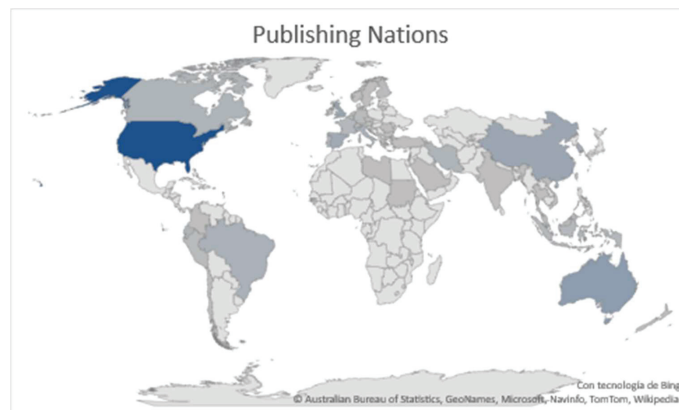 Publishing Nations
Con tecnología de Bing
© Australian Bureau of Statistics, GeoNames, Microsoft, Navinfo, TomTom, Wikipedia